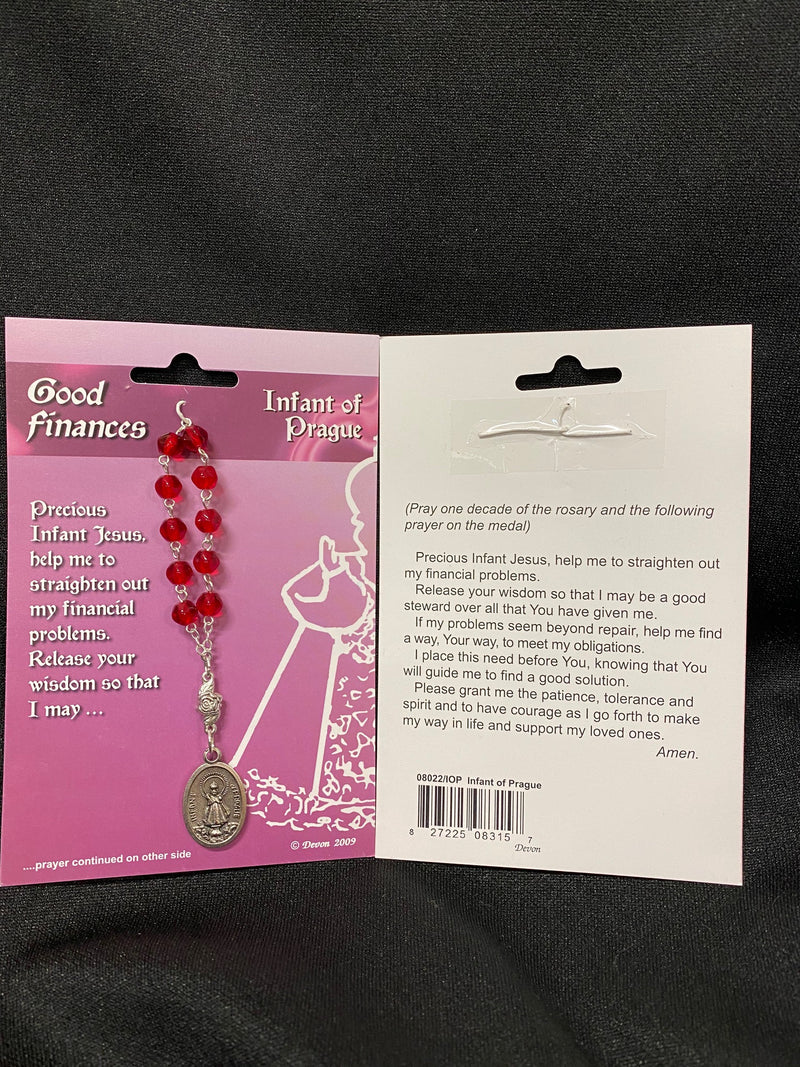 Good
Finances
Infant of
Prague
Precious
Infant Jesus,
help me to
straighten out
my financial
problems.
Release your
wisdom so that
I may ...
INFANT
PRAGUE
....prayer continued on other side
© Devon 2009
(Pray one decade of the rosary and the following
prayer on the medal)
Precious Infant Jesus, help me to straighten out
my financial problems.
Release your wisdom so that I may be a good
steward over all that You have given me.
If my problems seem beyond repair, help me find
a way, Your way, to meet my obligations.
I place this need before You, knowing that You
will guide me to find a good solution.
Please grant me the patience, tolerance and
spirit and to have courage as I go forth to make
my way in life and support my loved ones.
Amen.
08022/IOP Infant of Prague
8 27225 08315 7
Devon